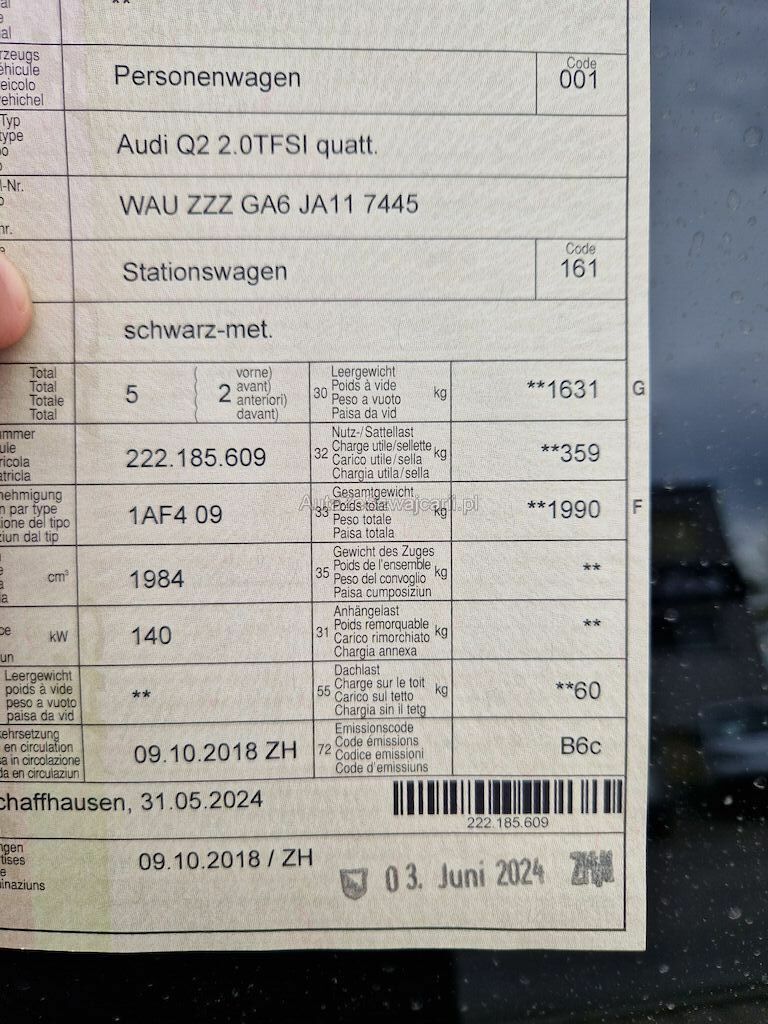 **
Personenwagen
Code
001
Typ
type
Audi Q2 2.0TFSI quatt.
WAU ZZZ GA6 JA11 7445
Stationswagen
Code
161
schwarz-met.
Total
Total
Totale
Total
5
(2
vorne)
avant)
anteriori)
davant)
30
Leergewicht
Poids à vide
Peso a vuoto
Paisa da vid
kg
**1631
G
222.185.609
32
Nutz-/Sattellast
Charge utile/sellette
Carico utile/sella
Chargia utila/sella
kg
**359
1AF4 09
33
Gesamtgewicht
Poids total
Peso totale
Paisa totala
kg
**1990
F
cm³
1984
35
Gewicht des Zuges
Poids de l'ensemble
Peso del convoglio
Paisa cumposiziun
kg
**
kW
140
31
Anhängelast
Poids remorquable
Carico rimorchiato
Chargia annexa
kg
**
Leergewicht
poids à vide
peso a vuoto
paisa da vid
**
55
Dachlast
Charge sur le toit
Carico sul tetto
Chargia sin il tetg
kg
**60
kehrsetzung
en circulation
sa in circolazione
da en circulaziun
09.10.2018 ZH
72
Emissionscode
Code émissions
Codice emissioni
Code d'emissiuns
B6c
chaffhausen, 31.05.2024
222.185.609
09.10.2018 / ZH
03. Juni 2024